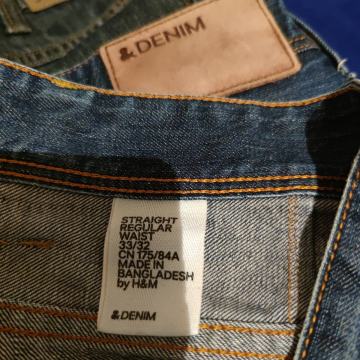 &DENIM
STRAIGHT
REGULAR
WAIST
33/32
CN 175/84A
MADE IN
BANGLADESH
by H&M
&DENIM